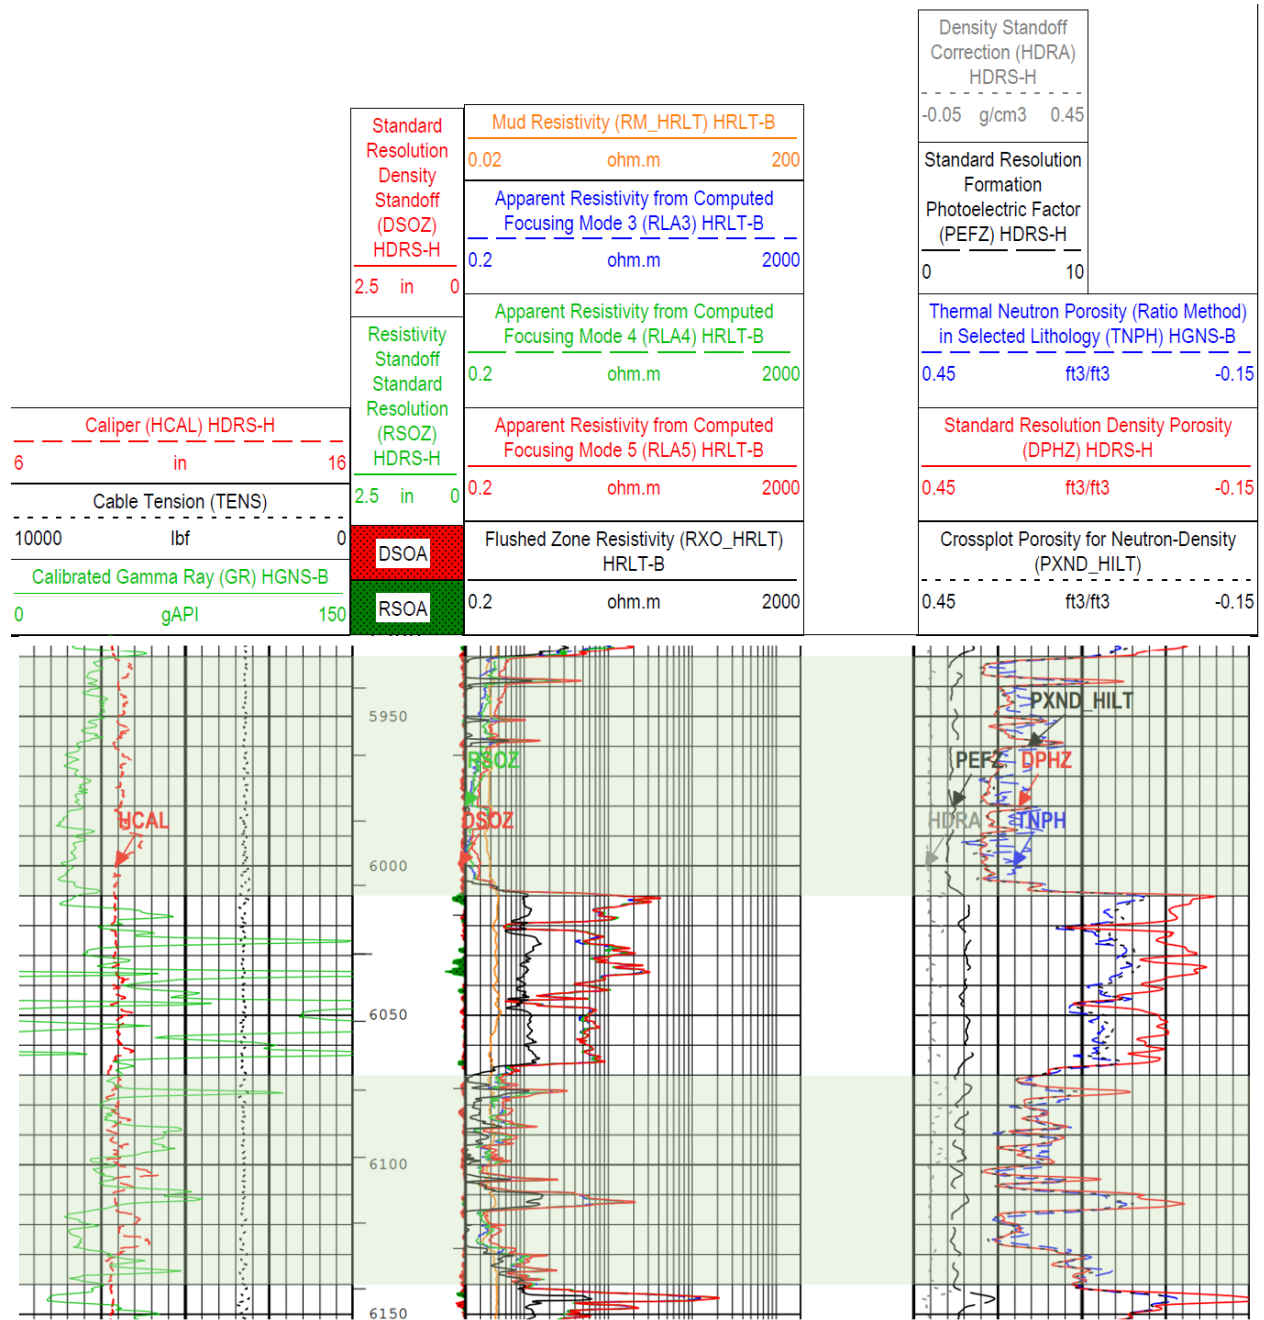 Density Standoff
Correction (HDRA)
HDRS-H
-0.05 g/cm3 0.45
Standard Resolution
Formation
Photoelectric Factor
(PEFZ) HDRS-H
0 10
Standard
Resolution
Density
Standoff
(DSOZ)
HDRS-H
2.5 in 0
Resistivity
Standoff
Standard
Resolution
(RSOZ)
HDRS-H
2.5 in 0
DSOA
RSOA
Mud Resistivity (RM_HRLT) HRLT-B
0.02 ohm.m 200
Apparent Resistivity from Computed
Focusing Mode 3 (RLA3) HRLT-B
0.2 ohm.m 2000
Apparent Resistivity from Computed
Focusing Mode 4 (RLA4) HRLT-B
0.2 ohm.m 2000
Apparent Resistivity from Computed
Focusing Mode 5 (RLA5) HRLT-B
0.2 ohm.m 2000
Flushed Zone Resistivity (RXO_HRLT)
HRLT-B
0.2 ohm.m 2000
Thermal Neutron Porosity (Ratio Method)
in Selected Lithology (TNPH) HGNS-B
0.45 ft3/ft3 -0.15
Standard Resolution Density Porosity
(DPHZ) HDRS-H
0.45 ft3/ft3 -0.15
Crossplot Porosity for Neutron-Density
(PXND_HILT)
0.45 ft3/ft3 -0.15
Caliper (HCAL) HDRS-H
6 in 16
Cable Tension (TENS)
10000 lbf 0
Calibrated Gamma Ray (GR) HGNS-B
0 gAPI 150
5950
PXND_HILT
RSOZ
PEFZ
DPHZ
HCAL
DSOZ
HDRA
TNPH
6000
6050
6100
6150